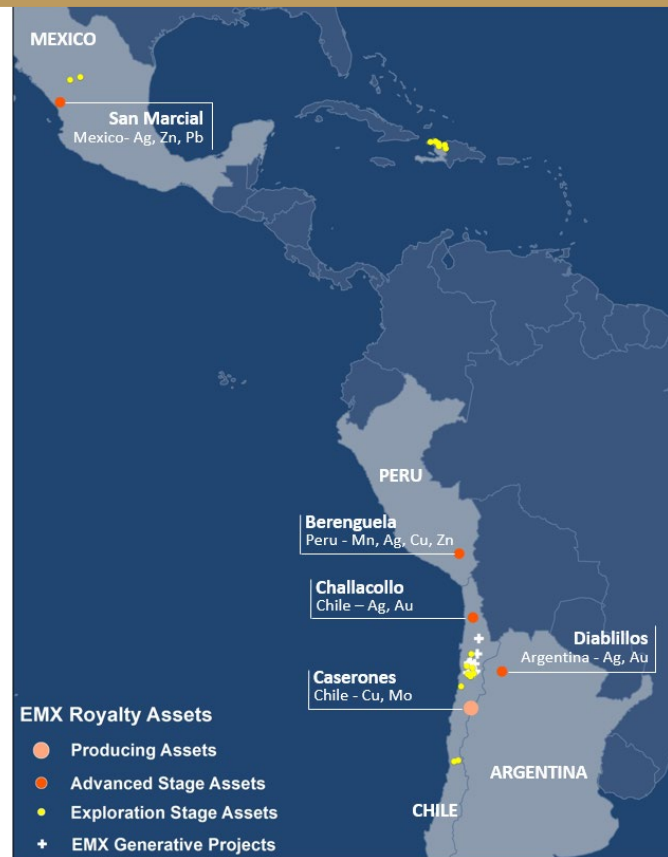 MEXICO
San Marcial
Mexico- Ag, Zn, Pb
PERU
Berenguela
Peru - Mn, Ag, Cu, Zn
Challacollo
Chile – Ag, Au
Diablillos
Argentina - Ag, Au
Caserones
Chile - Cu, Mo
EMX Royalty Assets
Producing Assets
Advanced Stage Assets
Exploration Stage Assets
EMX Generative Projects
ARGENTINA
CHILE